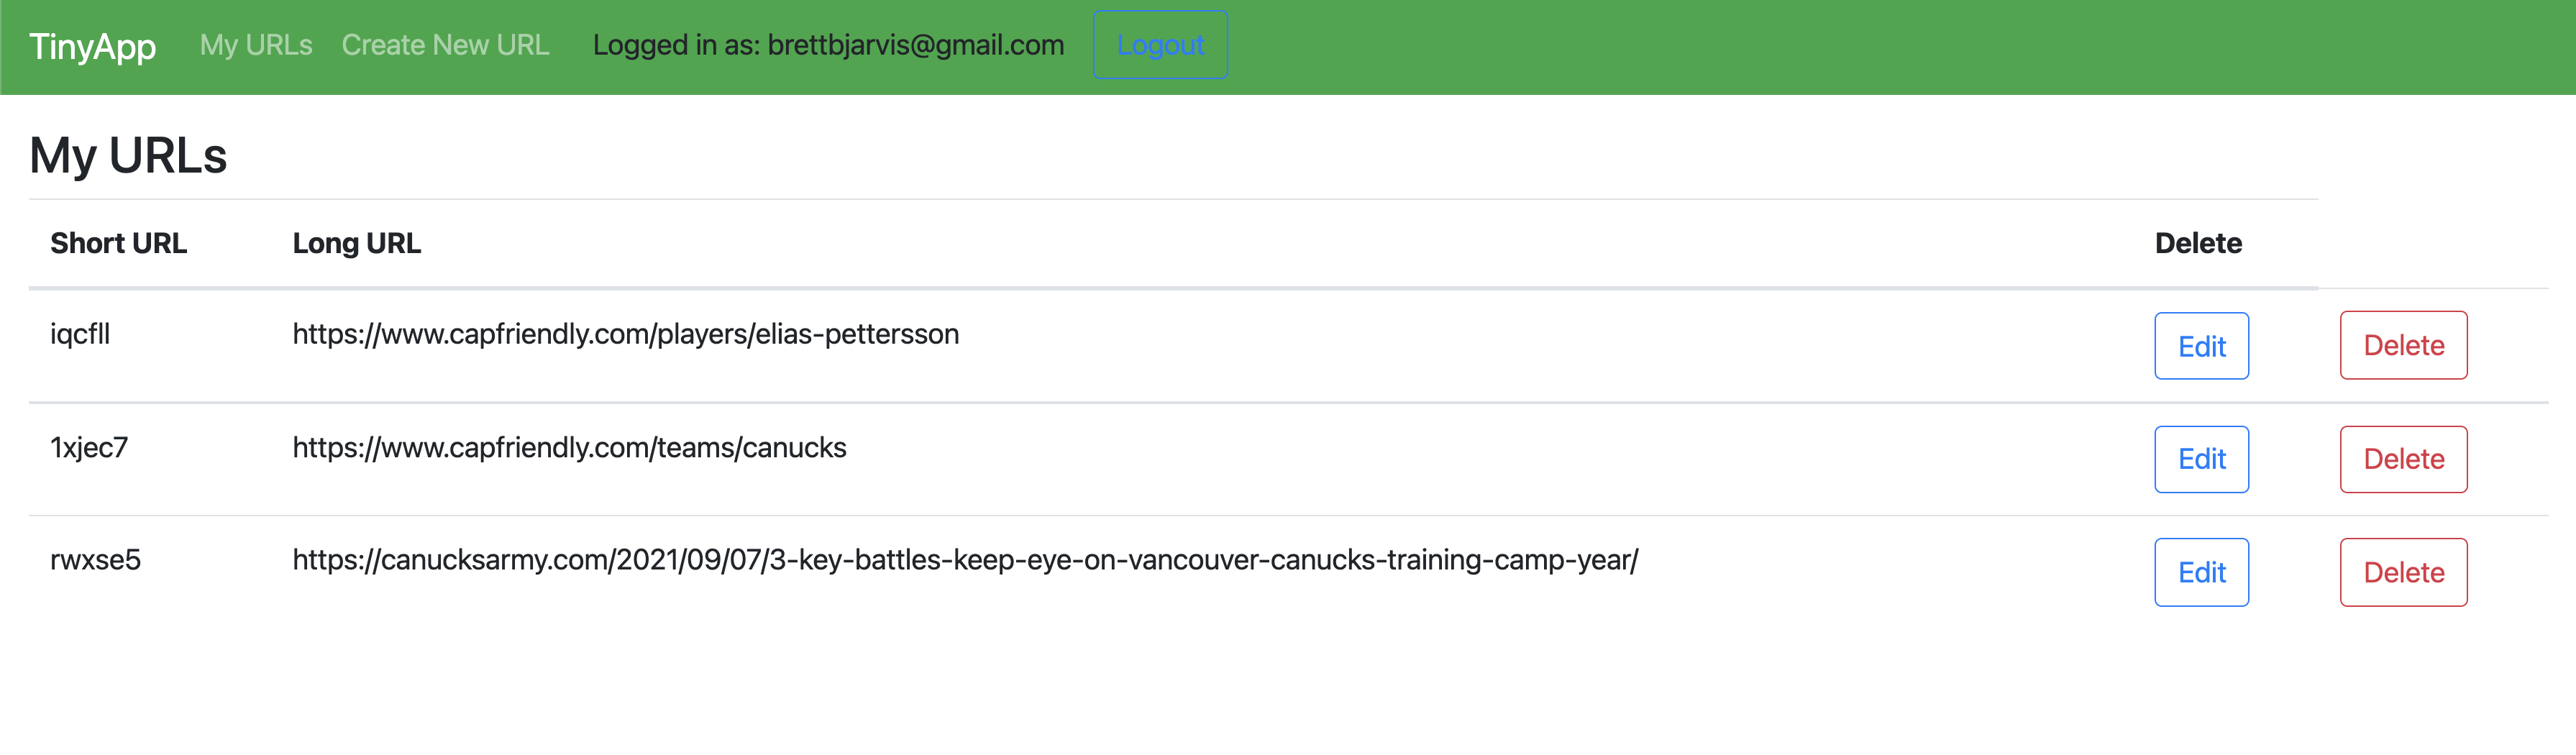 TinyApp My URLs Create New URL Logged in as: brettbjarvis@gmail.com Logout
My URLs
Short URL Long URL Delete
iqcfll https://www.capfriendly.com/players/elias-pettersson Edit Delete
1xjec7 https://www.capfriendly.com/teams/canucks Edit Delete
rwxse5 https://canucksarmy.com/2021/09/07/3-key-battles-keep-eye-on-vancouver-canucks-training-camp-year/ Edit Delete